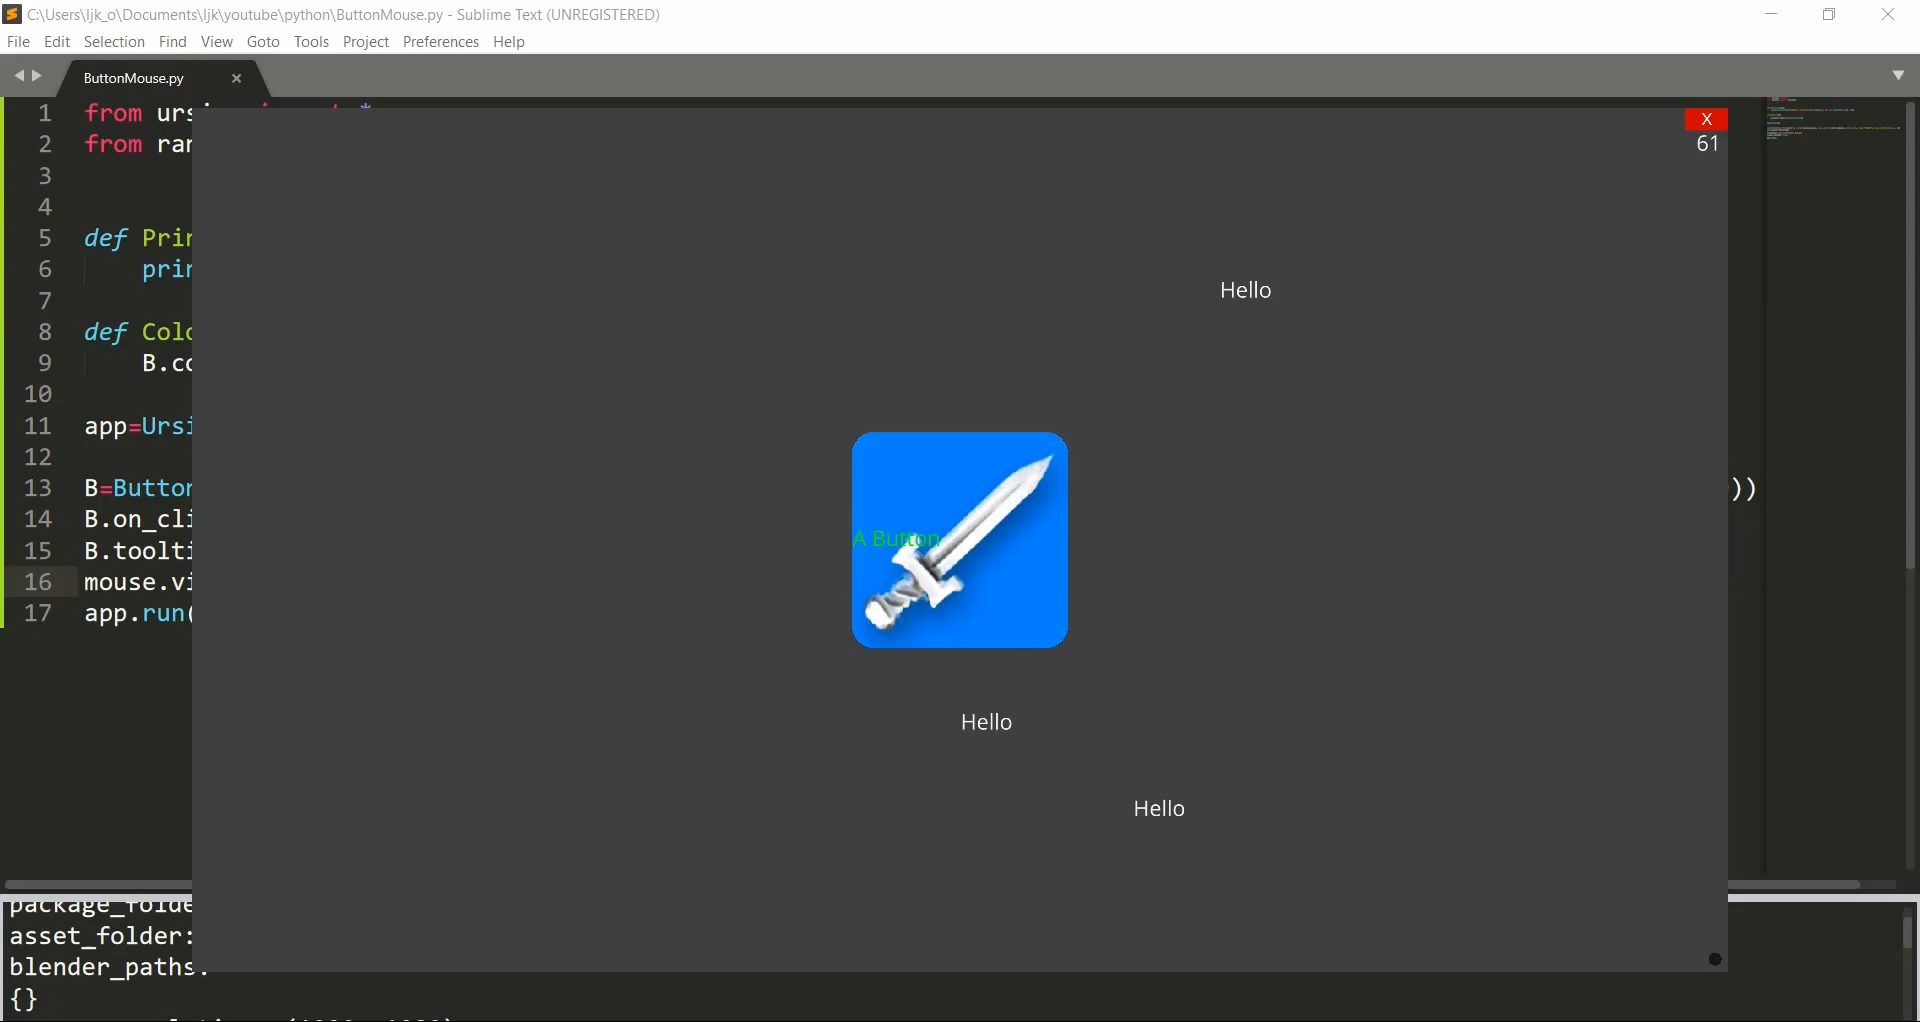 C:\Users\ljk_o\Documents\ljk\youtube\python\ButtonMouse.py - Sublime Text (UNREGISTERED)
File Edit Selection Find View Goto Tools Project Preferences Help
ButtonMouse.py ×
1 from urs *
2 from ran
3
4
5 def Prin
6 prin
7
8 def Colo
9 B.co
10
11 app=Ursi
12
13 B=Button ))
14 B.on_cli
15 B.toolti
16 mouse.vi
17 app.run(
X
61
Hello
A Button
Hello
Hello
package_folde
asset_folder:
blender_paths:
{}